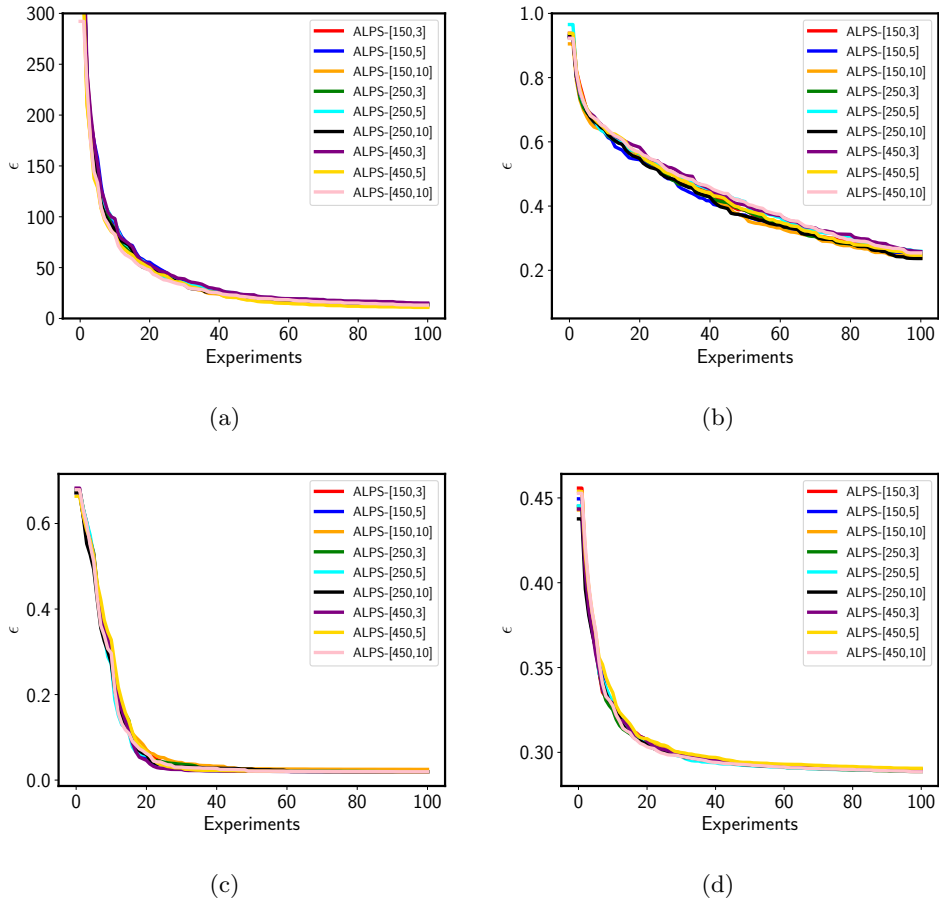 300
250
200
150
100
50
0
ϵ
0 20 40 60 80 100
Experiments
ALPS-[150,3]
ALPS-[150,5]
ALPS-[150,10]
ALPS-[250,3]
ALPS-[250,5]
ALPS-[250,10]
ALPS-[450,3]
ALPS-[450,5]
ALPS-[450,10]
(a)
1.0
0.8
0.6
0.4
0.2
ϵ
0 20 40 60 80 100
Experiments
ALPS-[150,3]
ALPS-[150,5]
ALPS-[150,10]
ALPS-[250,3]
ALPS-[250,5]
ALPS-[250,10]
ALPS-[450,3]
ALPS-[450,5]
ALPS-[450,10]
(b)
0.6
0.4
0.2
0.0
ϵ
0 20 40 60 80 100
Experiments
ALPS-[150,3]
ALPS-[150,5]
ALPS-[150,10]
ALPS-[250,3]
ALPS-[250,5]
ALPS-[250,10]
ALPS-[450,3]
ALPS-[450,5]
ALPS-[450,10]
(c)
0.45
0.40
0.35
0.30
ϵ
0 20 40 60 80 100
Experiments
ALPS-[150,3]
ALPS-[150,5]
ALPS-[150,10]
ALPS-[250,3]
ALPS-[250,5]
ALPS-[250,10]
ALPS-[450,3]
ALPS-[450,5]
ALPS-[450,10]
(d)